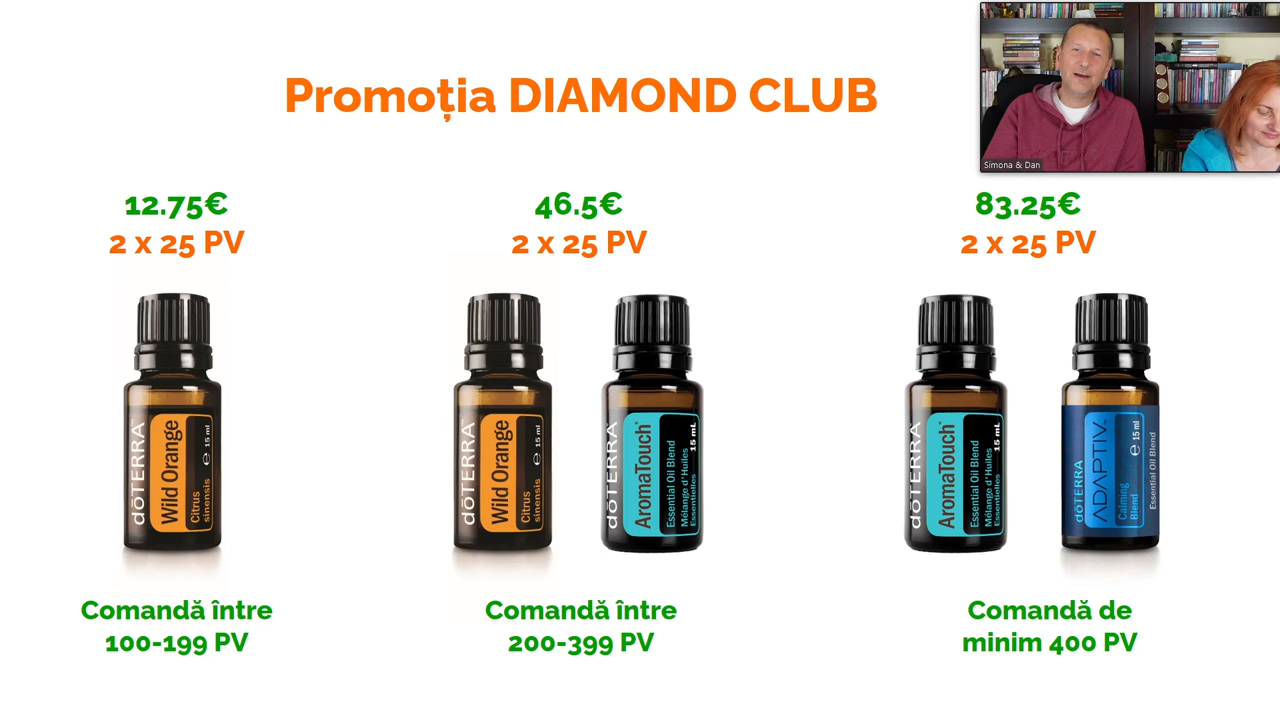 Promoția DIAMOND CLUB
Simona & Dan
12.75€
2 x 25 PV
46.5€
2 x 25 PV
83.25€
2 x 25 PV
dōTERRA
Wild Orange
Citrus
sinensis
℮ 15 ml
dōTERRA
Wild Orange
Citrus
sinensis
℮ 15 ml
dōTERRA
AromaTouch
Essential Oil Blend
Mélange d'Huiles
Essentielles
15 mL
dōTERRA
AromaTouch
Essential Oil Blend
Mélange d'Huiles
Essentielles
15 mL
dōTERRA
ADAPTIV
Calming
Blend
℮ 15 ml
Essential Oil Blend
Comandă între
100-199 PV
Comandă între
200-399 PV
Comandă de
minim 400 PV